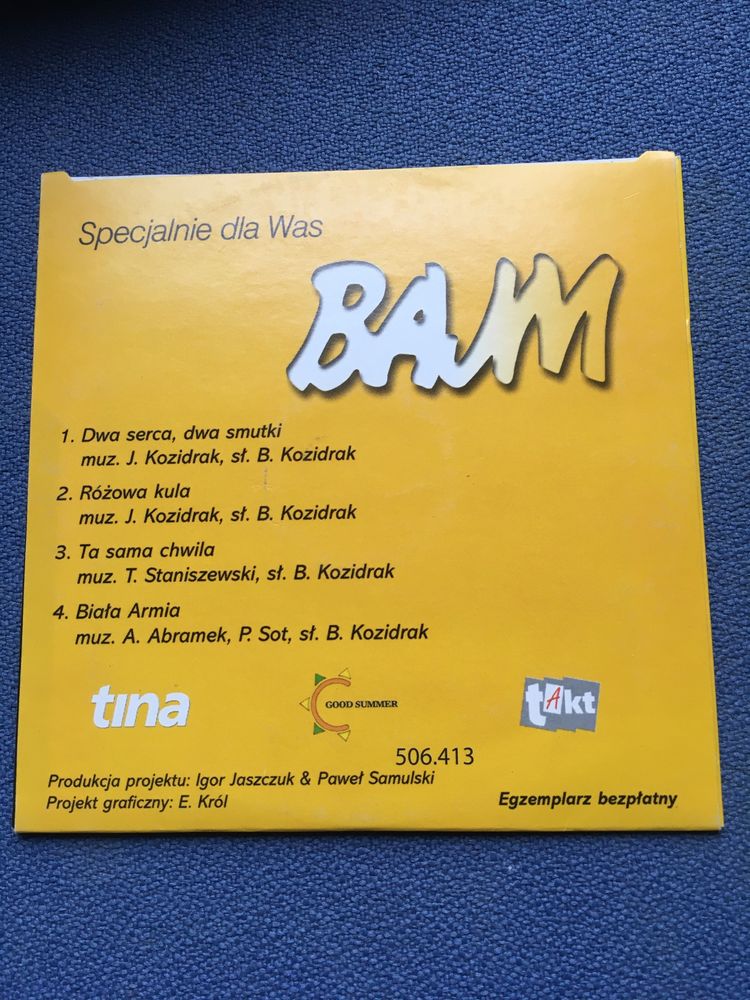 Specjalnie dla Was
BAJM
1. Dwa serca, dwa smutki
muz. J. Kozidrak, sł. B. Kozidrak
2. Różowa kula
muz. J. Kozidrak, sł. B. Kozidrak
3. Ta sama chwila
muz. T. Staniszewski, sł. B. Kozidrak
4. Biała Armia
muz. A. Abramek, P. Sot, sł. B. Kozidrak
tina
GOOD SUMMER
tAkt
506.413
Produkcja projektu: Igor Jaszczuk & Paweł Samulski
Projekt graficzny: E. Król
Egzemplarz bezpłatny